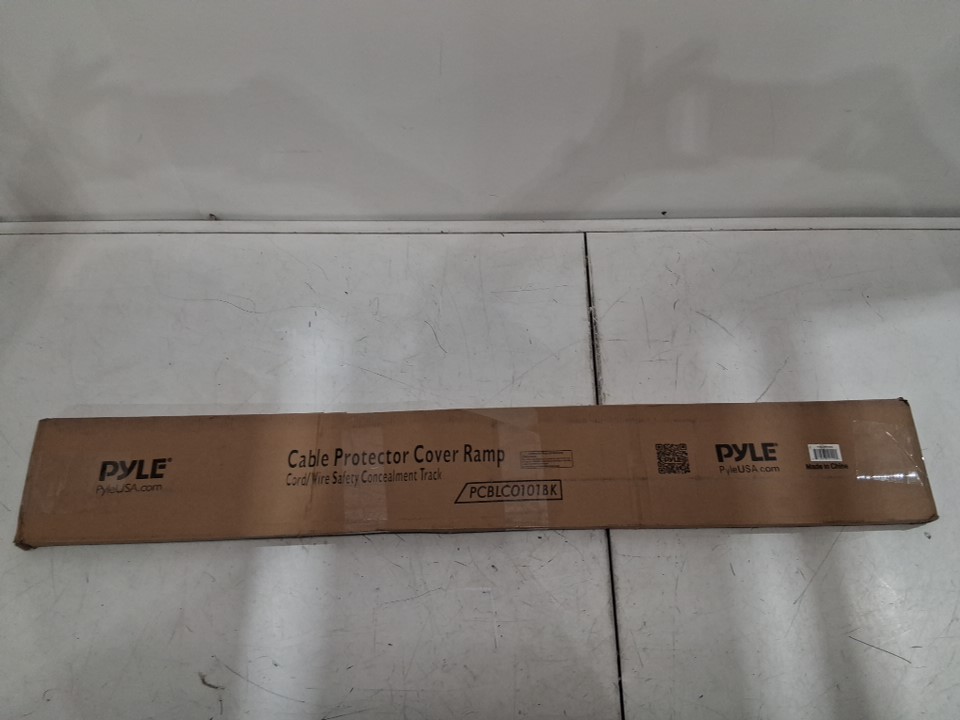 PYLE®
PyleUSA.com
Cable Protector Cover Ramp
Cord/Wire Safety Concealment Track
PCBLCO101BK
PYLE®
PyleUSA.com
Made in China